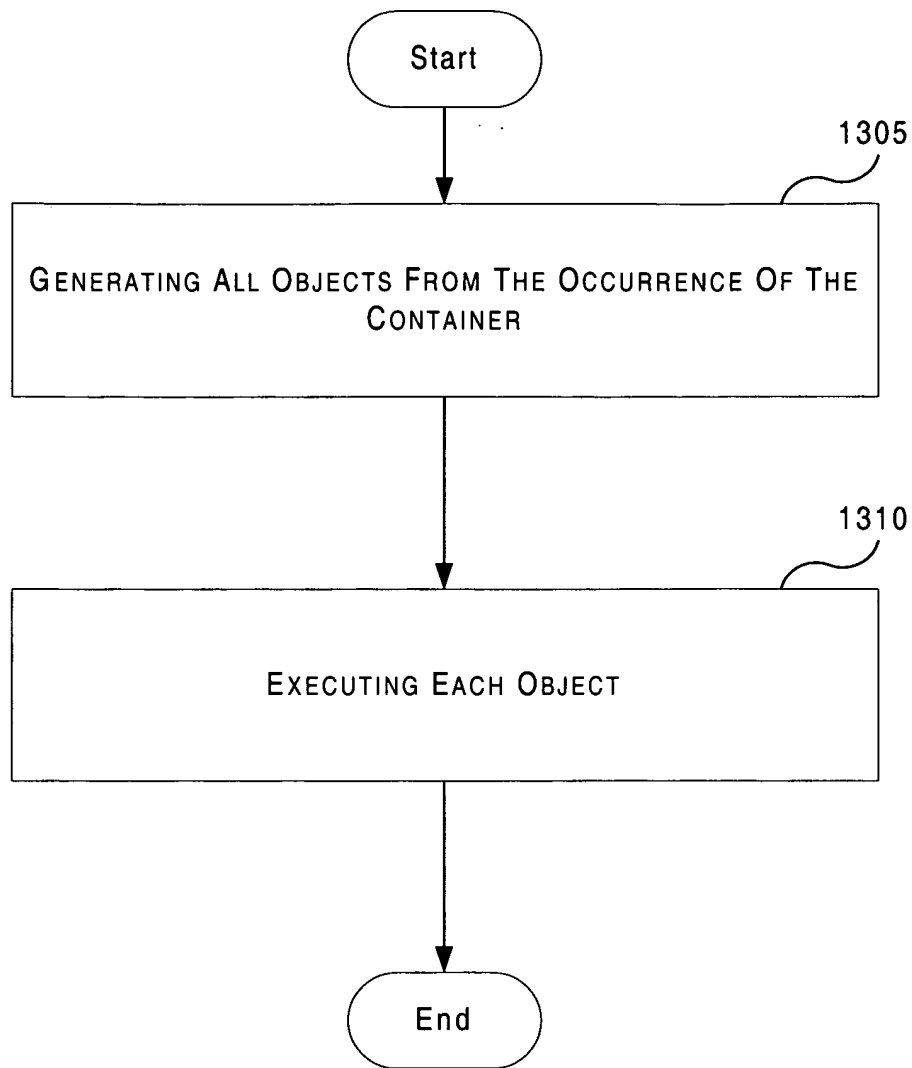 Start
1305
GENERATING ALL OBJECTS FROM THE OCCURRENCE OF THE
CONTAINER
1310
EXECUTING EACH OBJECT
End